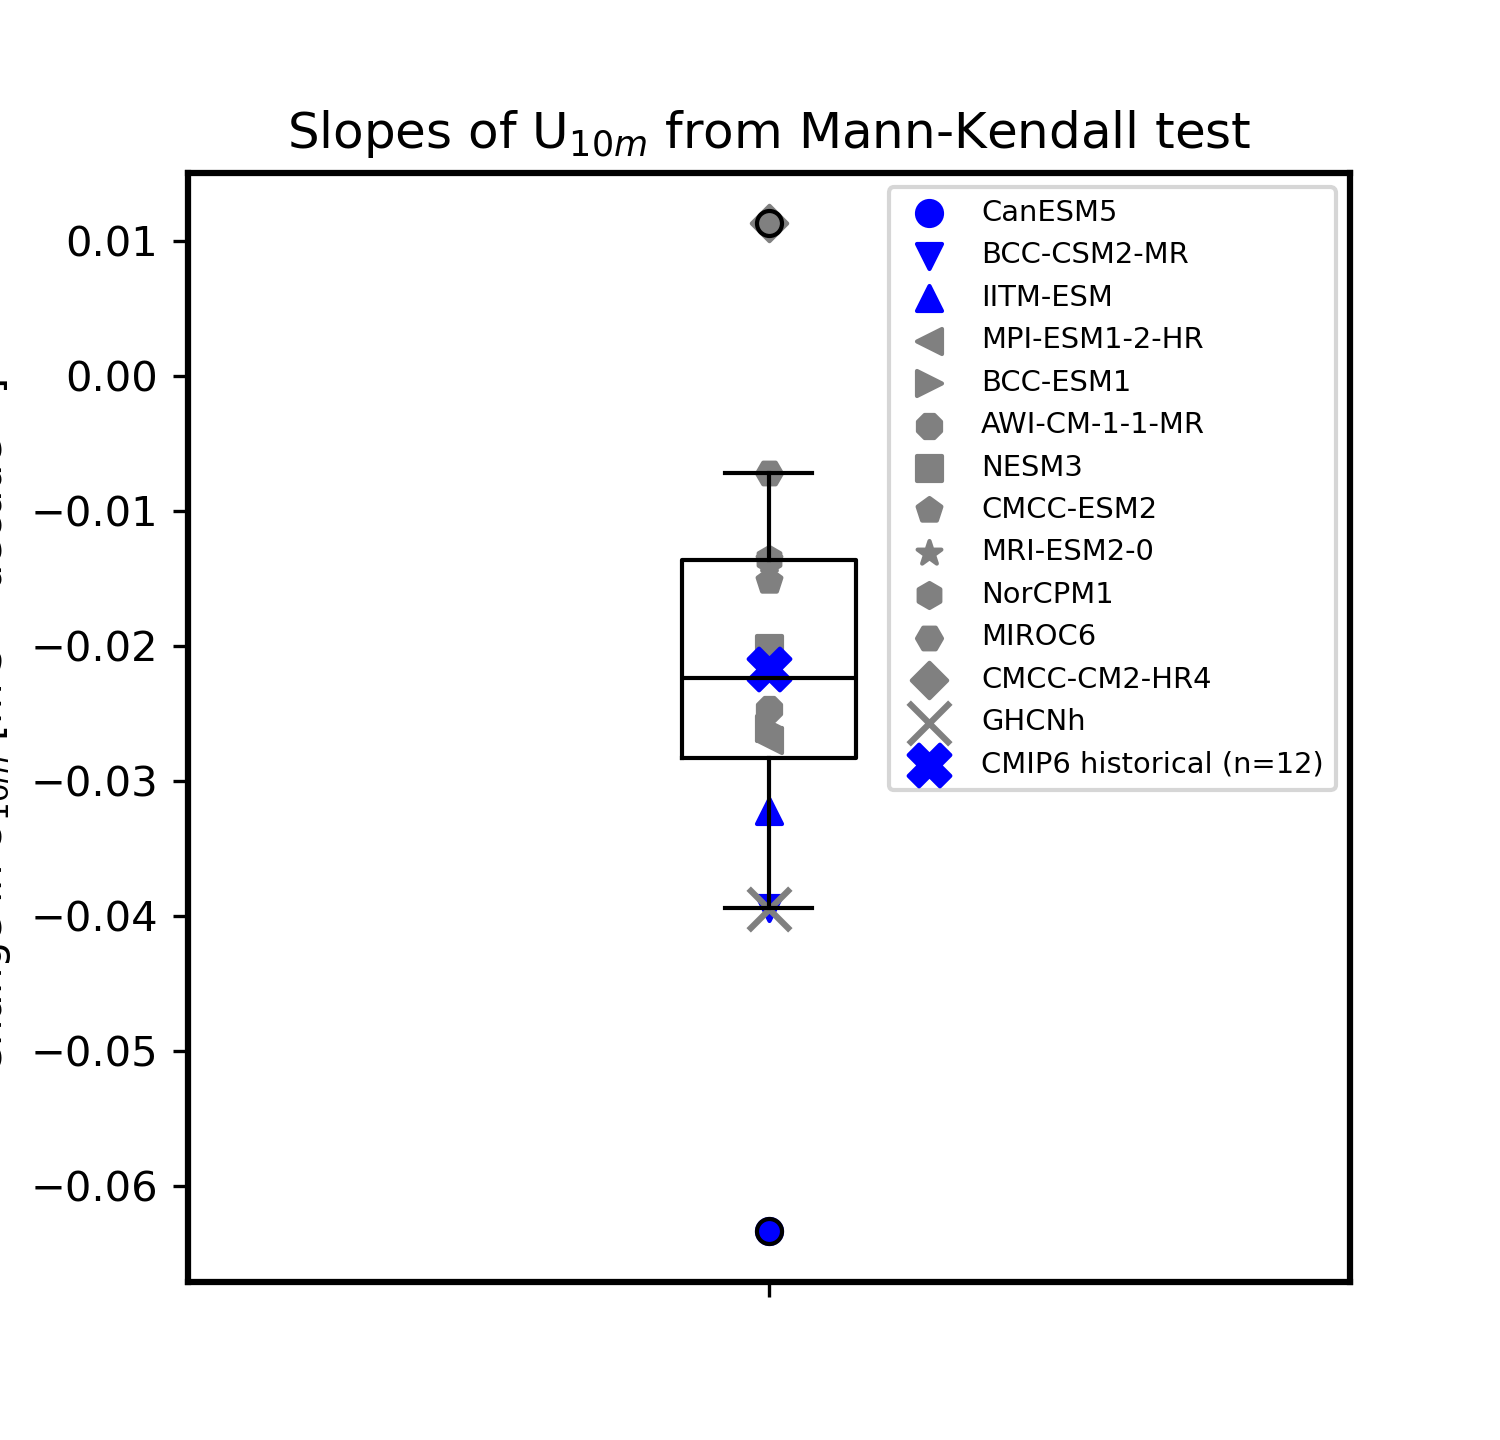 Slopes of U10m from Mann-Kendall test
0.01
0.00
−0.01
−0.02
−0.03
−0.04
−0.05
−0.06
CanESM5
BCC-CSM2-MR
IITM-ESM
MPI-ESM1-2-HR
BCC-ESM1
AWI-CM-1-1-MR
NESM3
CMCC-ESM2
MRI-ESM2-0
NorCPM1
MIROC6
CMCC-CM2-HR4
GHCNh
CMIP6 historical (n=12)